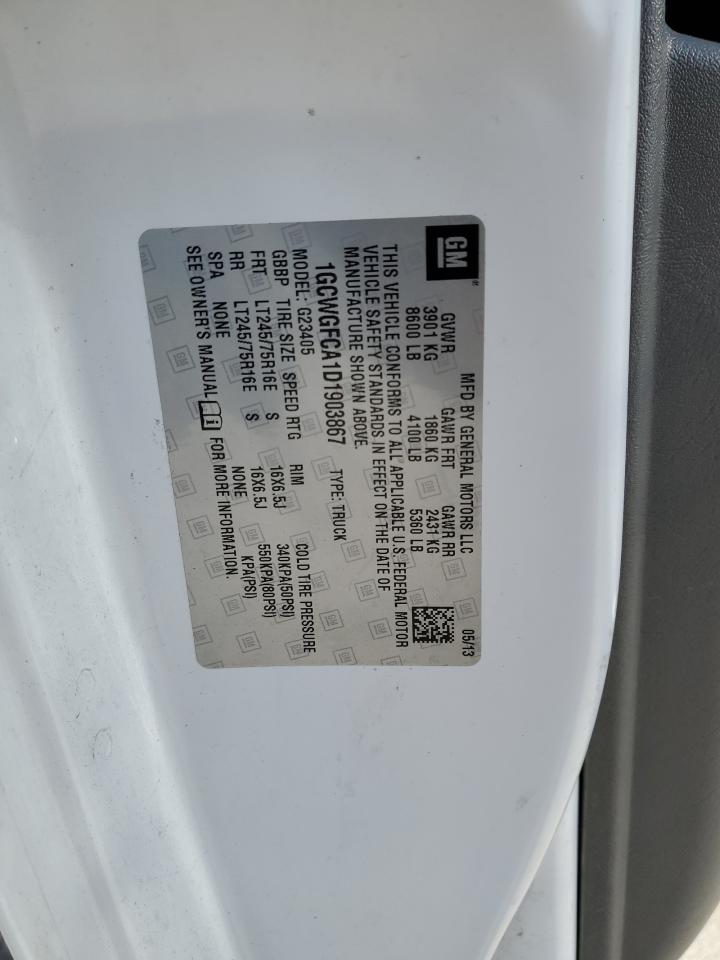 GM
MFD BY GENERAL MOTORS LLC 05/13
GVWR GAWR FRT GAWR RR
3901 KG 1860 KG 2431 KG
8600 LB 4100 LB 5360 LB
THIS VEHICLE CONFORMS TO ALL APPLICABLE U.S. FEDERAL MOTOR
VEHICLE SAFETY STANDARDS IN EFFECT ON THE DATE OF
MANUFACTURE SHOWN ABOVE.
1GCWGFCA1D1903867 TYPE: TRUCK
MODEL: G23405
GBBP TIRE SIZE SPEED RTG RIM COLD TIRE PRESSURE
FRT LT245/75R16E S 16X6.5J 340KPA(50PSI)
RR LT245/75R16E S 16X6.5J 550KPA(80PSI)
SPA NONE NONE KPA(PSI)
SEE OWNER'S MANUAL FOR MORE INFORMATION.